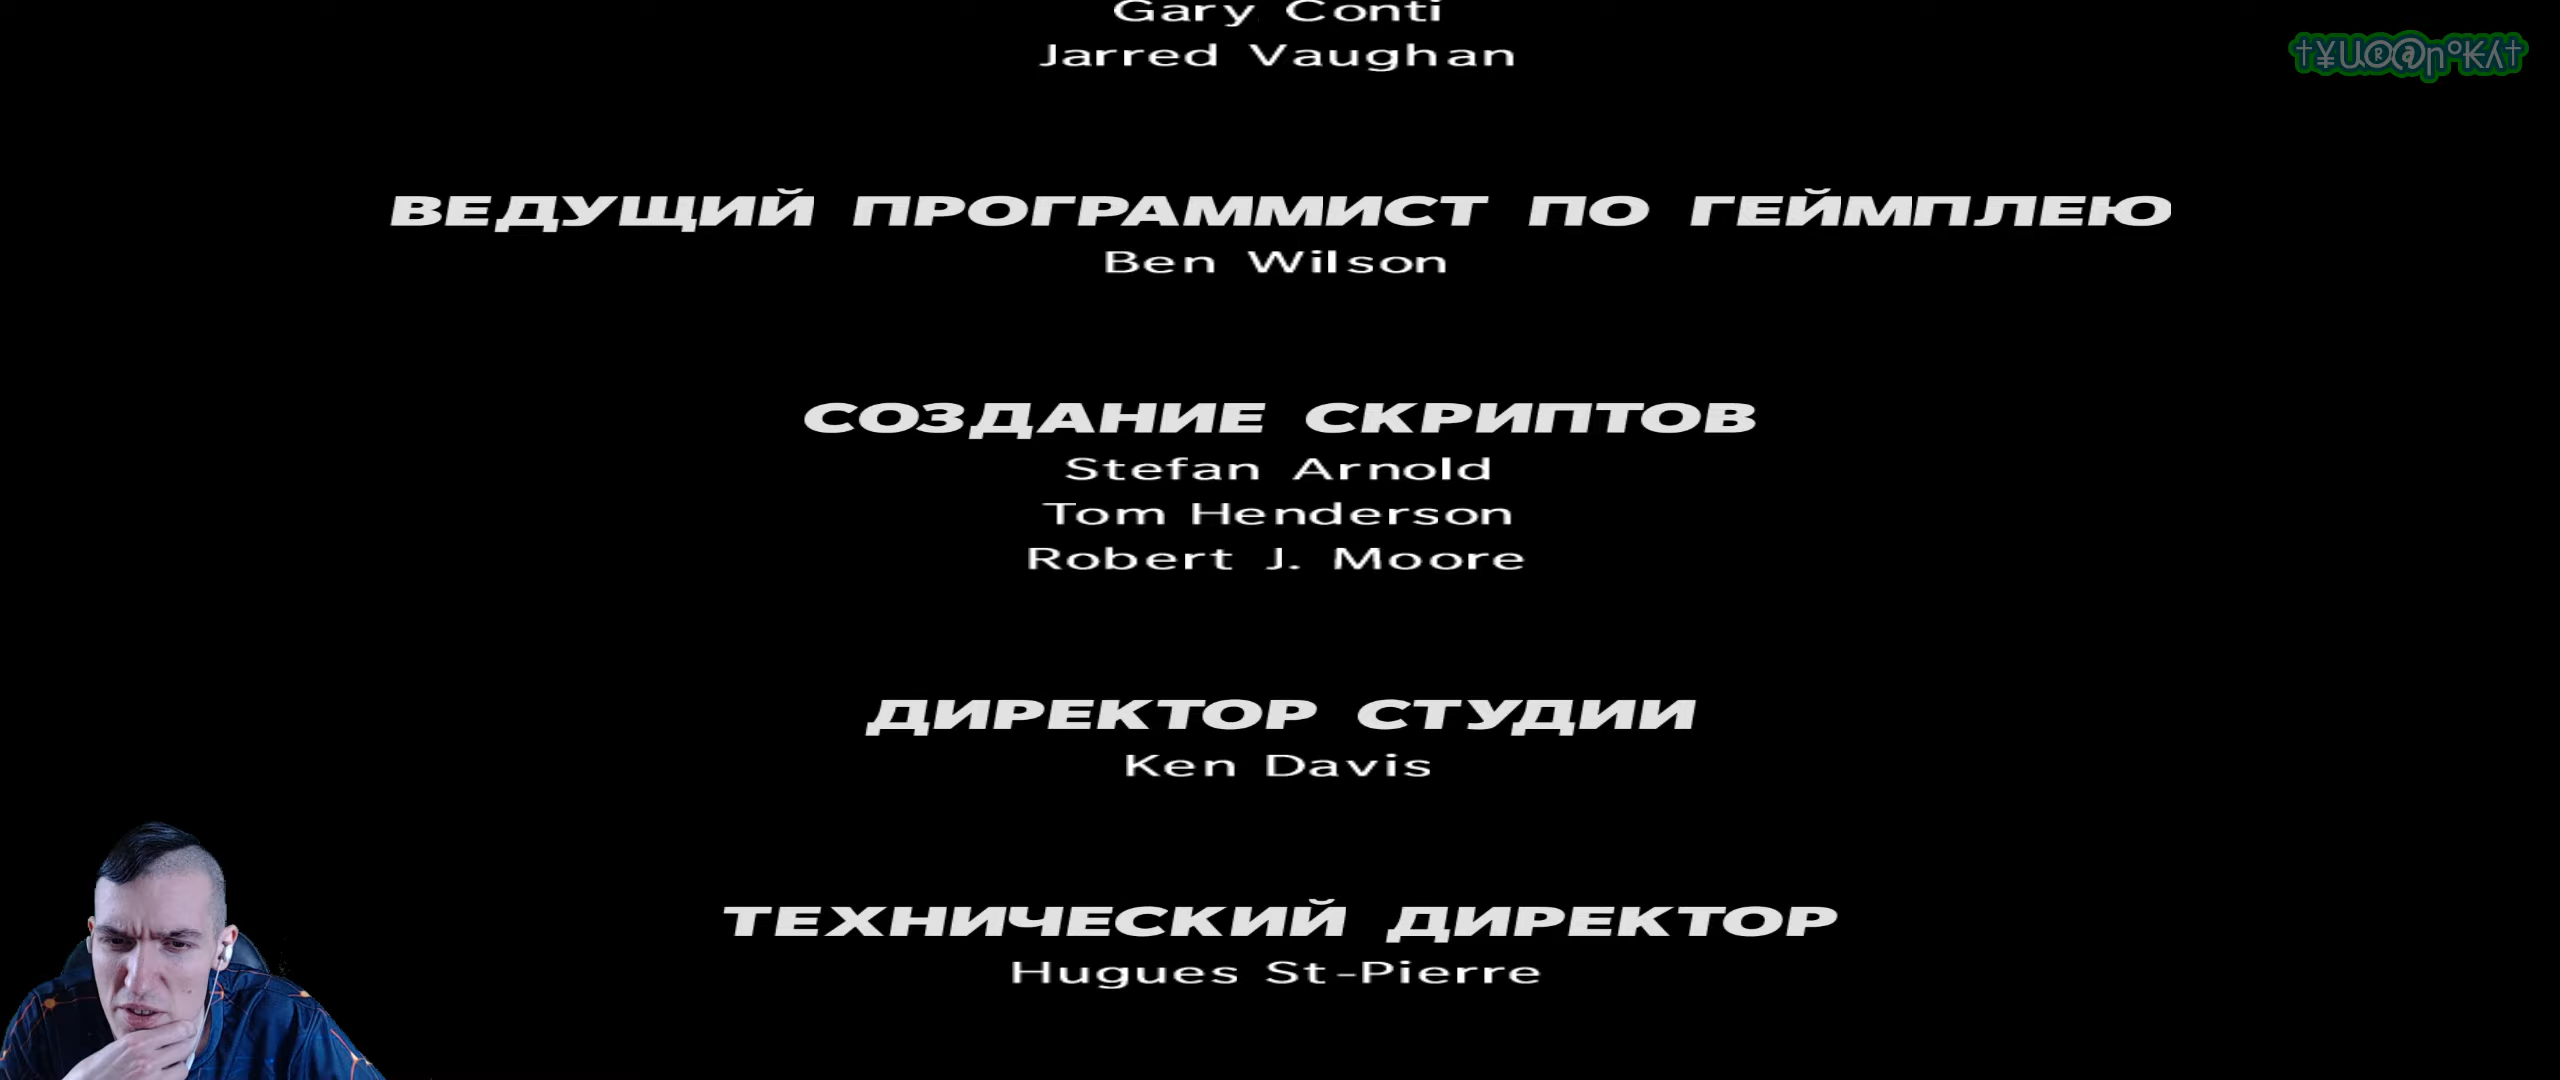 Gary Conti
Jarred Vaughan
†¥U®@ηºKʎ†
ВЕДУЩИЙ ПРОГРАММИСТ ПО ГЕЙМПЛЕЮ
Ben Wilson
СОЗДАНИЕ СКРИПТОВ
Stefan Arnold
Tom Henderson
Robert J. Moore
ДИРЕКТОР СТУДИИ
Ken Davis
ТЕХНИЧЕСКИЙ ДИРЕКТОР
Hugues St-Pierre